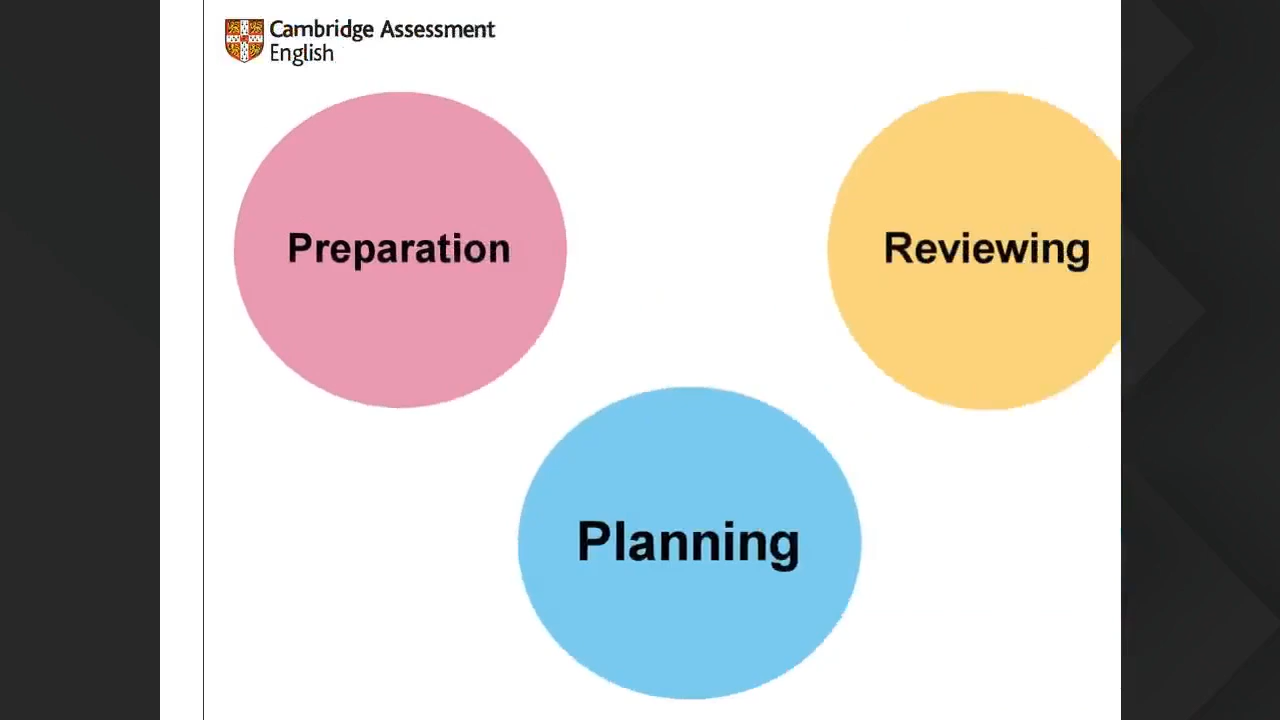 Cambridge Assessment
English
Preparation
Reviewing
Planning